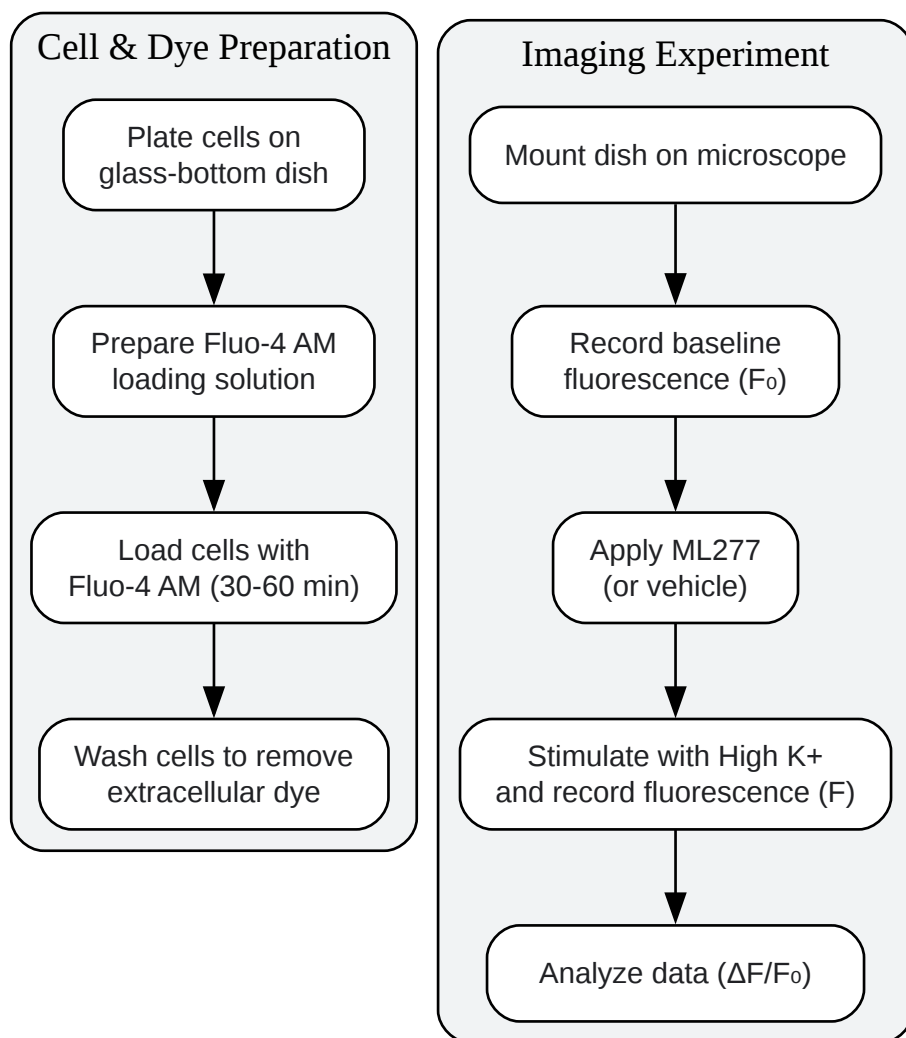 Cell & Dye Preparation
Plate cells on
glass-bottom dish
Prepare Fluo-4 AM
loading solution
Load cells with
Fluo-4 AM (30-60 min)
Wash cells to remove
extracellular dye
Imaging Experiment
Mount dish on microscope
Record baseline
fluorescence (F₀)
Apply ML277
(or vehicle)
Stimulate with High K+
and record fluorescence (F)
Analyze data (ΔF/F₀)